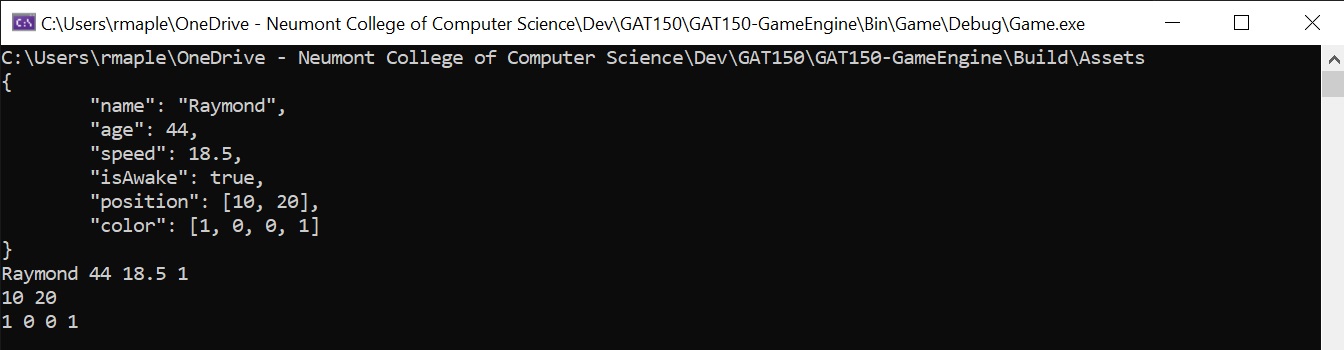 C:\Users\rmaple\OneDrive - Neumont College of Computer Science\Dev\GAT150\GAT150-GameEngine\Bin\Game\Debug\Game.exe
C:\Users\rmaple\OneDrive - Neumont College of Computer Science\Dev\GAT150\GAT150-GameEngine\Build\Assets
{
        "name": "Raymond",
        "age": 44,
        "speed": 18.5,
        "isAwake": true,
        "position": [10, 20],
        "color": [1, 0, 0, 1]
}
Raymond 44 18.5 1
10 20
1 0 0 1